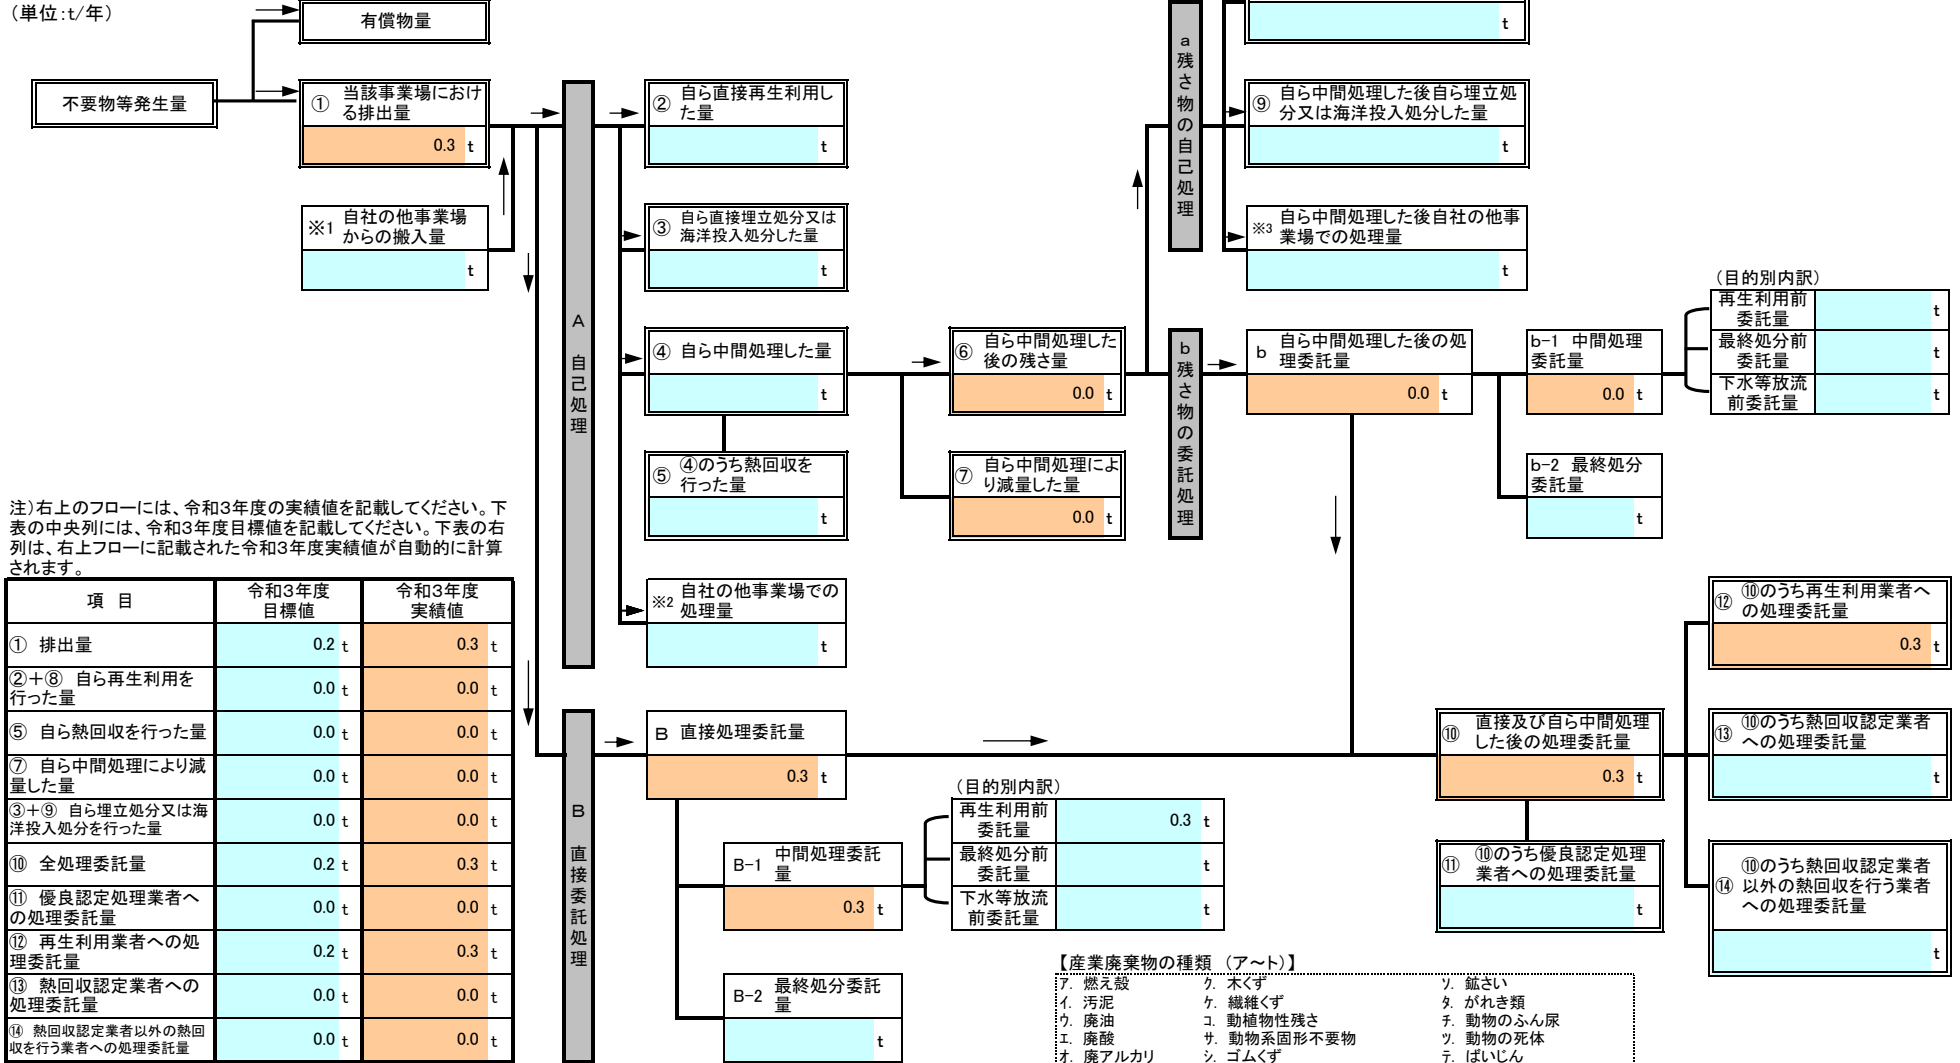 （単位：t/年）
有償物量
不要物等発生量
① 当該事業場におけ
る排出量
0.3 t
※1 自社の他事業場
からの搬入量
t
A 自己処理
② 自ら直接再生利用し
た量
t
③ 自ら直接埋立処分又は
海洋投入処分した量
t
④ 自ら中間処理した量
t
⑤ ④のうち熱回収を
行った量
t
※2 自社の他事業場での
処理量
t
⑥ 自ら中間処理した
後の残さ量
0.0 t
⑦ 自ら中間処理によ
り減量した量
0.0 t
a 残さ物の自己処理
t
⑨ 自ら中間処理した後自ら埋立処
分又は海洋投入処分した量
t
※3 自ら中間処理した後自社の他事
業場での処理量
t
b 残さ物の委託処理
b 自ら中間処理した後の処
理委託量
0.0 t
b-1 中間処理
委託量
0.0 t
b-2 最終処分
委託量
t
（目的別内訳）
再生利用前
委託量
t
最終処分前
委託量
t
下水等放流
前委託量
t
注）右上のフローには、令和３年度の実績値を記載してください。下
表の中央列には、令和３年度目標値を記載してください。下表の右
列は、右上フローに記載された令和３年度実績値が自動的に計算
されます。
項 目 令和３年度 目標値 令和３年度 実績値
① 排出量 0.2 t 0.3 t
②＋⑧ 自ら再生利用を
行った量 0.0 t 0.0 t
⑤ 自ら熱回収を行った量 0.0 t 0.0 t
⑦ 自ら中間処理により減
量した量 0.0 t 0.0 t
③＋⑨ 自ら埋立処分又は海
洋投入処分を行った量 0.0 t 0.0 t
⑩ 全処理委託量 0.2 t 0.3 t
⑪ 優良認定処理業者へ
の処理委託量 0.0 t 0.0 t
⑫ 再生利用業者への処
理委託量 0.2 t 0.3 t
⑬ 熱回収認定業者への
処理委託量 0.0 t 0.0 t
⑭ 熱回収認定業者以外の熱回
収を行う業者への処理委託量 0.0 t 0.0 t
B 直接委託処理
B 直接処理委託量
0.3 t
B-1 中間処理委託
量
0.3 t
B-2 最終処分委託
量
t
（目的別内訳）
再生利用前
委託量
0.3 t
最終処分前
委託量
t
下水等放流
前委託量
t
⑩ 直接及び自ら中間処理
した後の処理委託量
0.3 t
⑪ ⑩のうち優良認定処理
業者への処理委託量
t
⑫ ⑩のうち再生利用業者へ
の処理委託量
0.3 t
⑬ ⑩のうち熱回収認定業者
への処理委託量
t
⑭ ⑩のうち熱回収認定業者
以外の熱回収を行う業者
への処理委託量
t
【産業廃棄物の種類 （ア～ト）】
ｱ. 燃え殻 ｸ. 木くず ｿ. 鉱さい
ｲ. 汚泥 ｹ. 繊維くず ﾀ. がれき類
ｳ. 廃油 ｺ. 動植物性残さ ﾁ. 動物のふん尿
ｴ. 廃酸 ｻ. 動物系固形不要物 ﾂ. 動物の死体
ｵ. 廃アルカリ ｼ. ゴムくず ﾃ. ばいじん